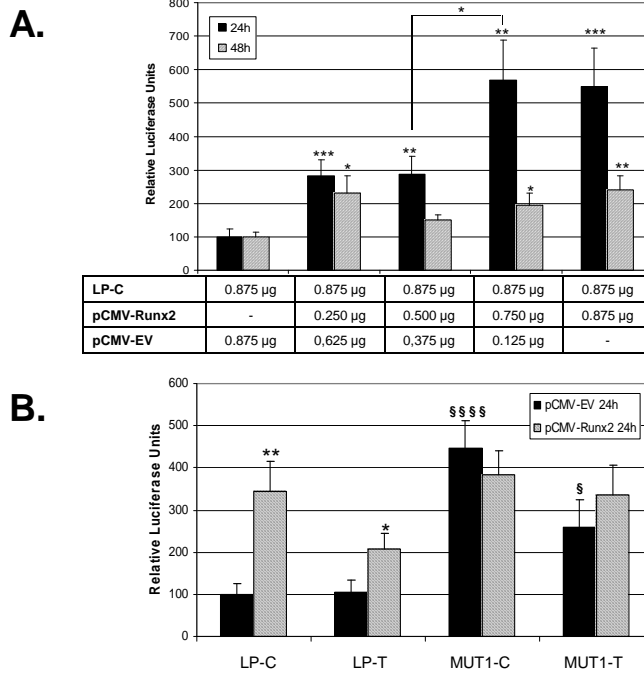 A.
800
700
600
500
400
300
200
100
0
Relative Luciferase Units
24h
48h
***
*
**
*
**
*
***
**
LP-C 0.875 µg 0.875 µg 0.875 µg 0.875 µg 0.875 µg
pCMV-Runx2 - 0.250 µg 0.500 µg 0.750 µg 0.875 µg
pCMV-EV 0.875 µg 0,625 µg 0,375 µg 0.125 µg -
B.
600
500
400
300
200
100
0
Relative Luciferase Units
pCMV-EV 24h
pCMV-Runx2 24h
**
*
§§§§
§
LP-C LP-T MUT1-C MUT1-T